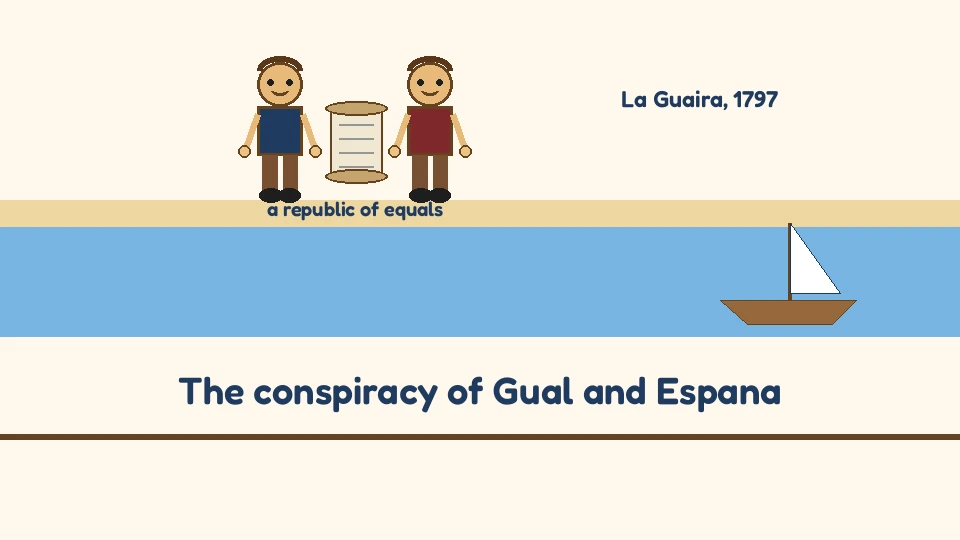 La Guaira, 1797
a republic of equals
The conspiracy of Gual and Espana